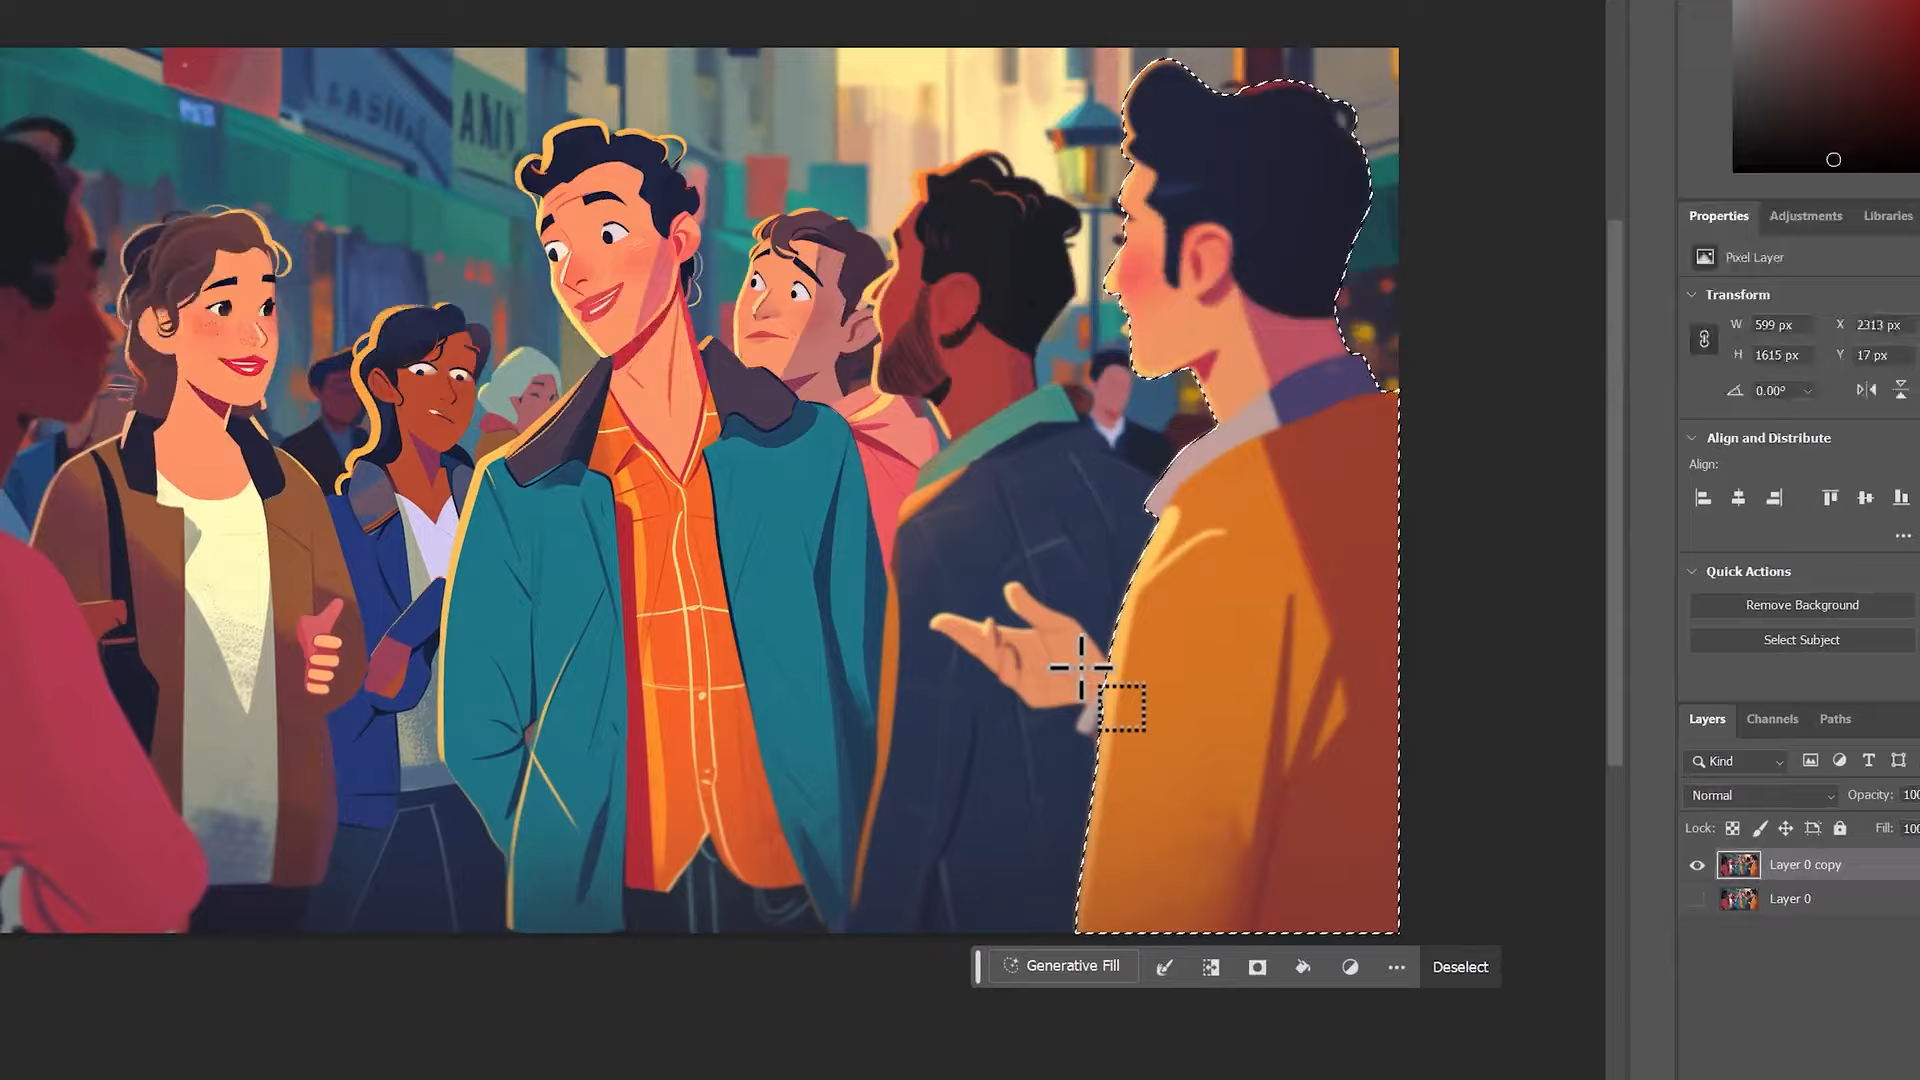 Properties Adjustments Libraries
Pixel Layer
Transform
W 599 px X 2313 px
H 1615 px Y 17 px
0.00°
Align and Distribute
Align:
Quick Actions
Remove Background
Select Subject
Layers Channels Paths
Kind
Normal Opacity: 100
Lock: Fill: 100
Layer 0 copy
Layer 0
Generative Fill Deselect